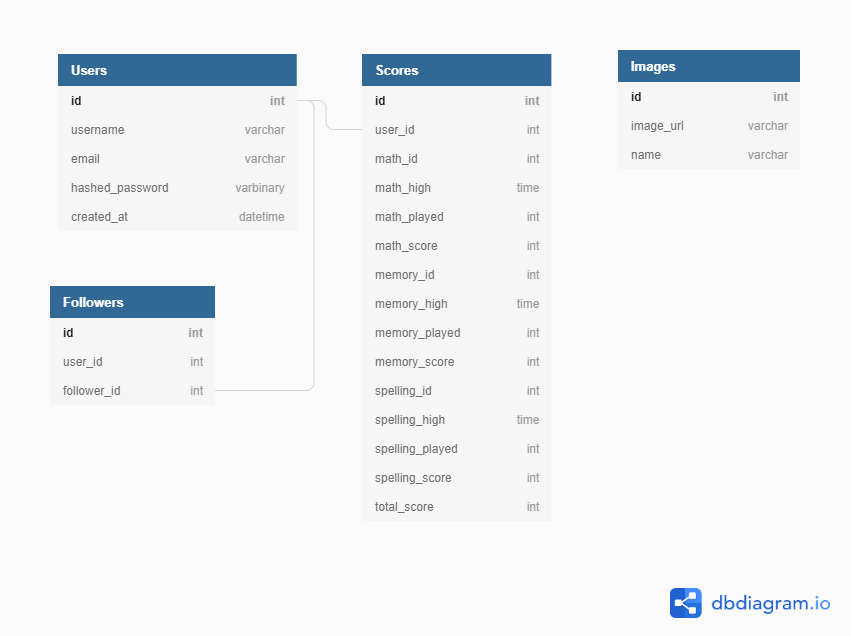 Users
id int
username varchar
email varchar
hashed_password varbinary
created_at datetime
Followers
id int
user_id int
follower_id int
Scores
id int
user_id int
math_id int
math_high time
math_played int
math_score int
memory_id int
memory_high time
memory_played int
memory_score int
spelling_id int
spelling_high time
spelling_played int
spelling_score int
total_score int
Images
id int
image_url varchar
name varchar
dbdiagram.io